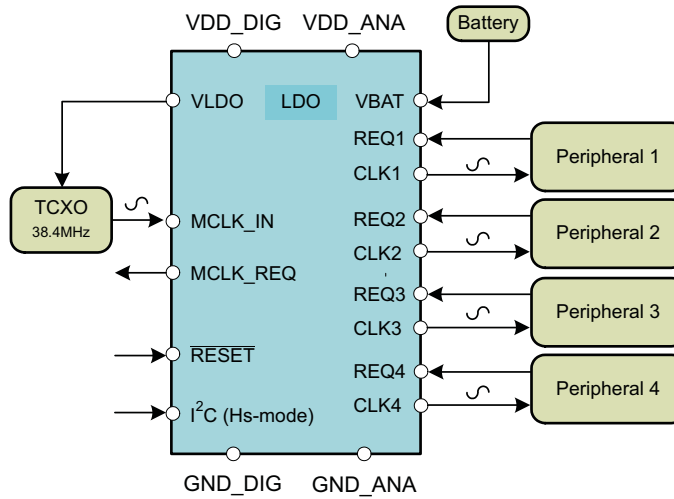 VDD_DIG VDD_ANA Battery
VLDO LDO VBAT
REQ1
Peripheral 1
CLK1
TCXO
38.4MHz
MCLK_IN
REQ2
Peripheral 2
CLK2
MCLK_REQ
REQ3
Peripheral 3
CLK3
RESET
REQ4
Peripheral 4
CLK4
I²C (Hs-mode)
GND_DIG GND_ANA